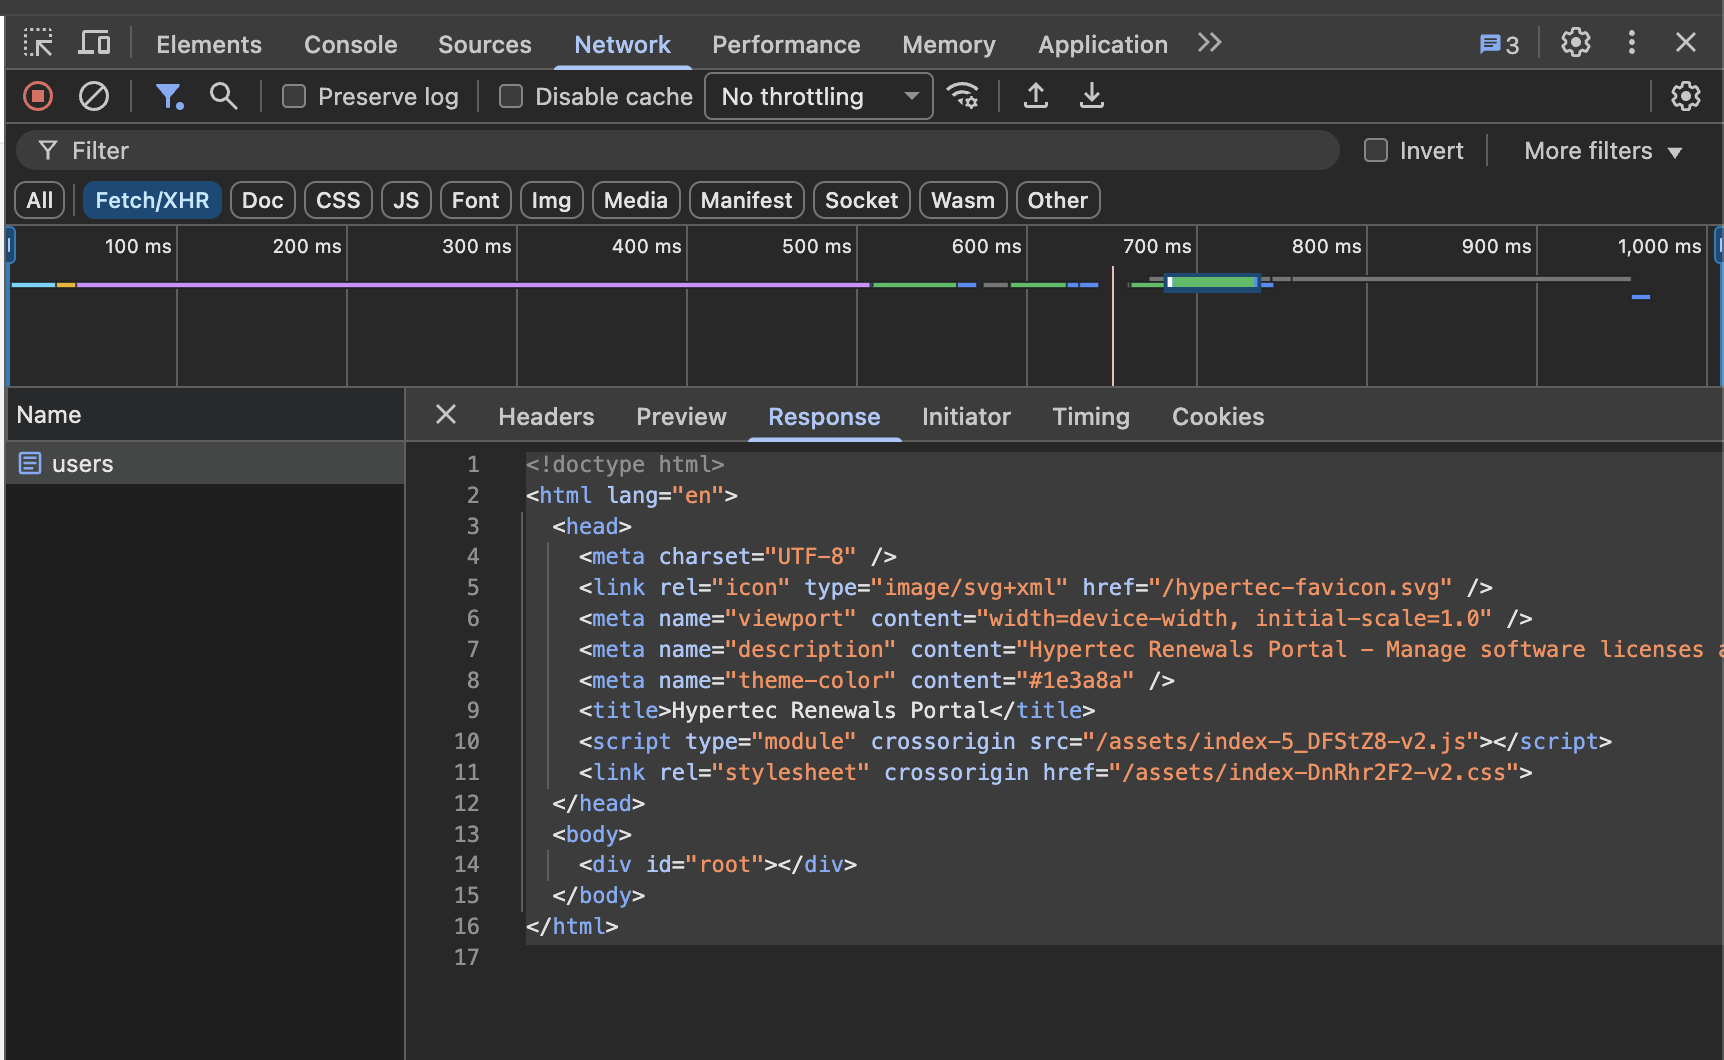 Elements Console Sources Network Performance Memory Application 3
Preserve log Disable cache No throttling
Filter Invert More filters
All Fetch/XHR Doc CSS JS Font Img Media Manifest Socket Wasm Other
100 ms 200 ms 300 ms 400 ms 500 ms 600 ms 700 ms 800 ms 900 ms 1,000 ms
Name Headers Preview Response Initiator Timing Cookies
users
1 <!doctype html>
2 <html lang="en">
3 <head>
4 <meta charset="UTF-8" />
5 <link rel="icon" type="image/svg+xml" href="/hypertec-favicon.svg" />
6 <meta name="viewport" content="width=device-width, initial-scale=1.0" />
7 <meta name="description" content="Hypertec Renewals Portal - Manage software licenses a
8 <meta name="theme-color" content="#1e3a8a" />
9 <title>Hypertec Renewals Portal</title>
10 <script type="module" crossorigin src="/assets/index-5_DFStZ8-v2.js"></script>
11 <link rel="stylesheet" crossorigin href="/assets/index-DnRhr2F2-v2.css">
12 </head>
13 <body>
14 <div id="root"></div>
15 </body>
16 </html>
17